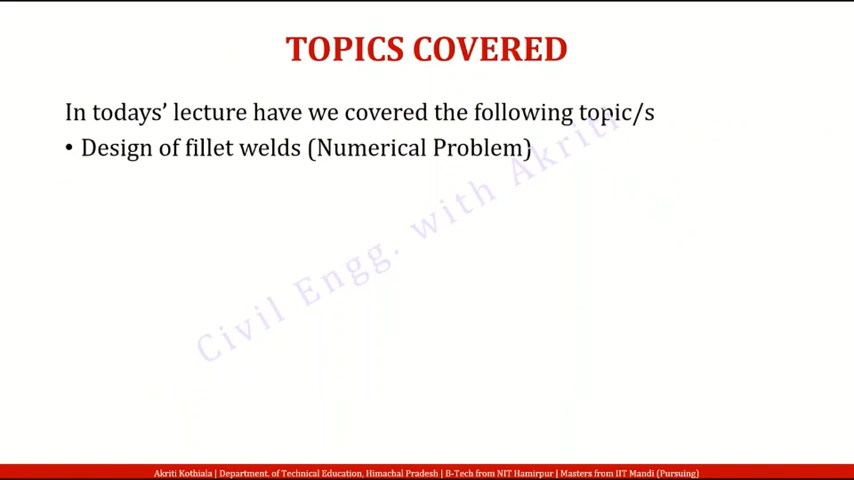 TOPICS COVERED
In todays’ lecture have we covered the following topic/s
• Design of fillet welds (Numerical Problem}
Civil Engg. with Akriti
Akriti Kothiala | Department. of Technical Education, Himachal Pradesh | B-Tech from NIT Hamirpur | Masters from IIT Mandi (Pursuing)